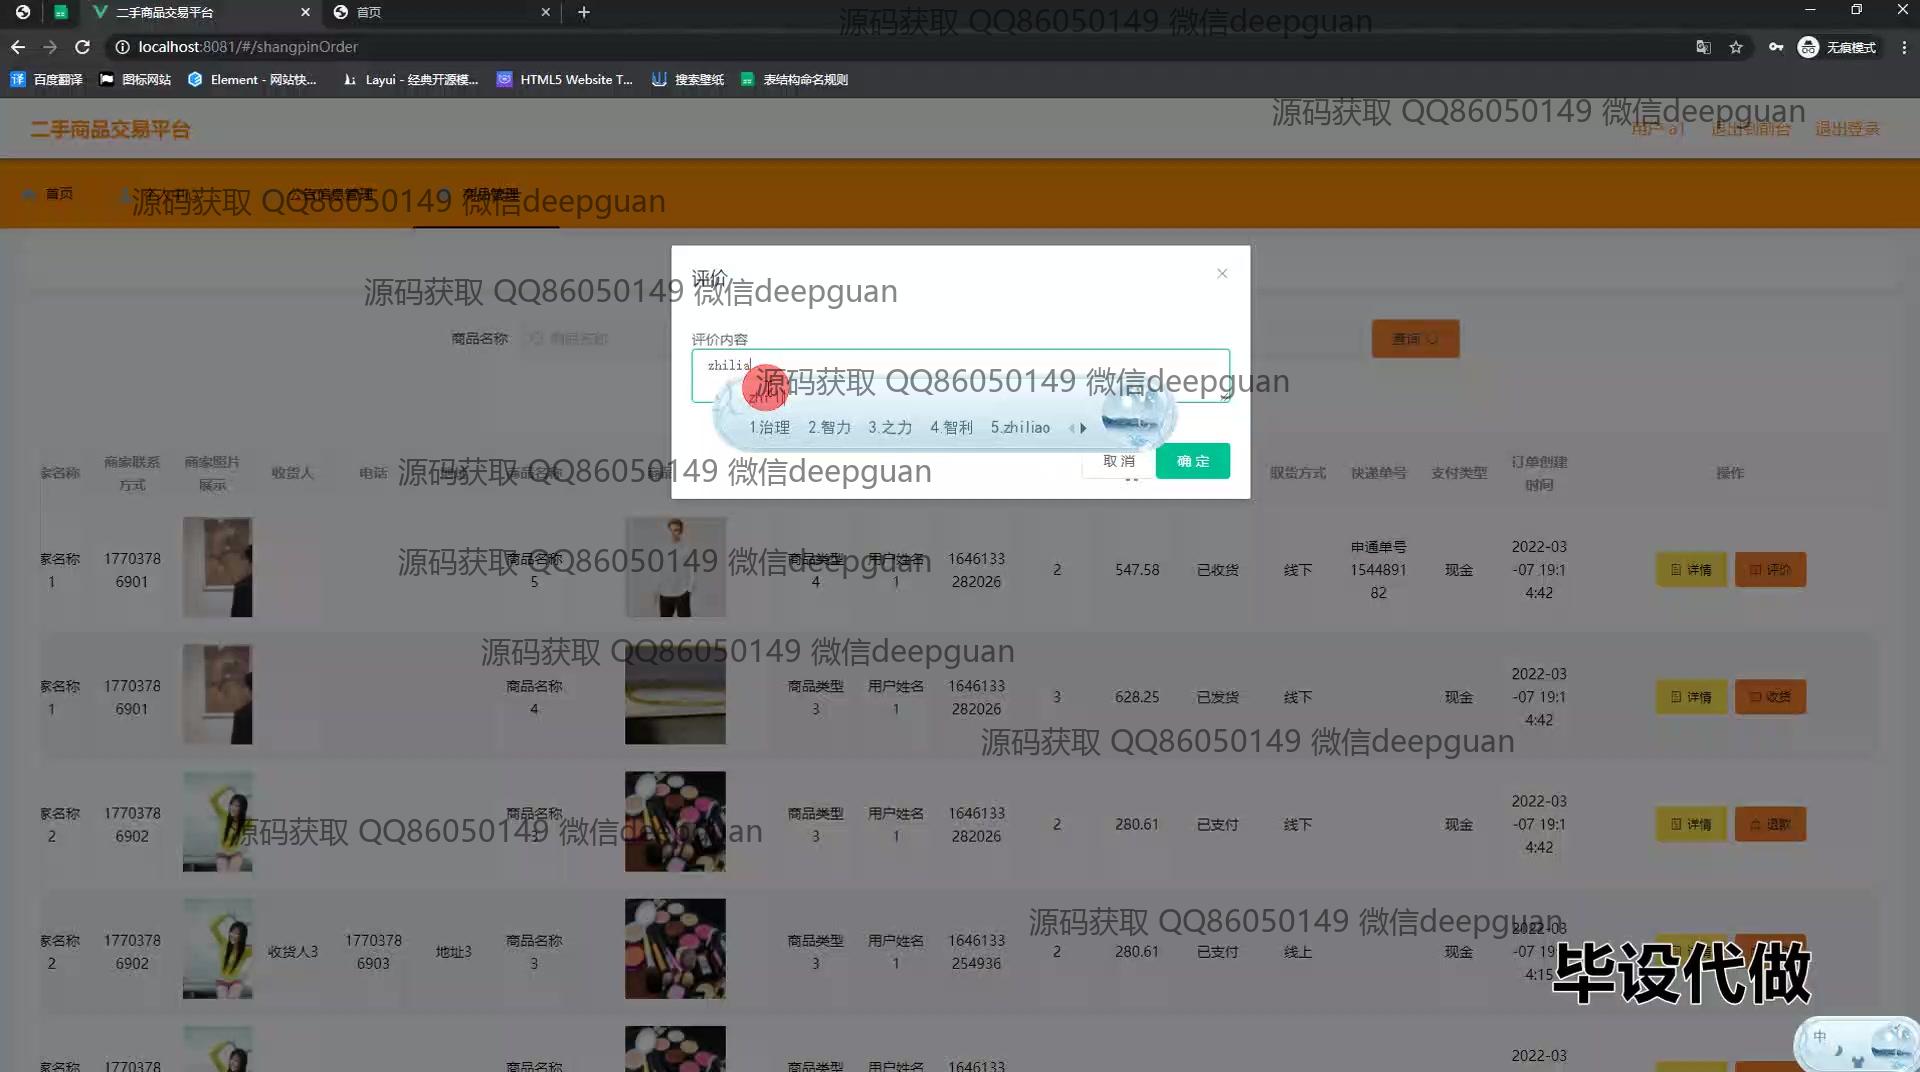 二手商品交易平台
首页
localhost:8081/#/shangpinOrder
无痕模式
百度翻译
图标网站
Element - 网站快...
Layui - 经典开源模...
HTML5 Website T...
搜索壁纸
表结构命名规则
源码获取 QQ86050149 微信deepguan
二手商品交易平台
源码获取 QQ86050149 微信deepguan
用户 a1
退出到前台
退出登录
首页
个人中心
公告信息管理
商品管理
源码获取 QQ86050149 微信deepguan
评价
源码获取 QQ86050149 微信deepguan
商品名称
商品名称
查询
评价内容
zhilia
源码获取 QQ86050149 微信deepguan
1.治理 2.智力 3.之力 4.智利 5.zhiliao
取消
确定
家名称
商家联系方式
商家照片展示
收货人
电话
地址
商品名称
取货方式
快递单号
支付类型
订单创建时间
操作
源码获取 QQ86050149 微信deepguan
家名称1
17703786901
商品名称5
商品类型4
用户姓名1
1646133282026
2
547.58
已收货
线下
申通单号154489182
现金
2022-03-07 19:14:42
详情
评价
源码获取 QQ86050149 微信deepguan
源码获取 QQ86050149 微信deepguan
家名称1
17703786901
商品名称4
商品类型3
用户姓名1
1646133282026
3
628.25
已发货
线下
现金
2022-03-07 19:14:42
详情
收货
源码获取 QQ86050149 微信deepguan
家名称2
17703786902
商品名称3
商品类型3
用户姓名1
1646133282026
2
280.61
已支付
线下
现金
2022-03-07 19:14:42
详情
退款
源码获取 QQ86050149 微信deepguan
源码获取 QQ86050149 微信deepguan
家名称2
17703786902
收货人3
17703786903
地址3
商品名称3
商品类型3
用户姓名1
1646133254936
2
280.61
已支付
线上
现金
2022-03-07 19:14:15
毕设代做
家名称
1770378
商品名称
商品类型
用户姓名
1646133
2022-03
中